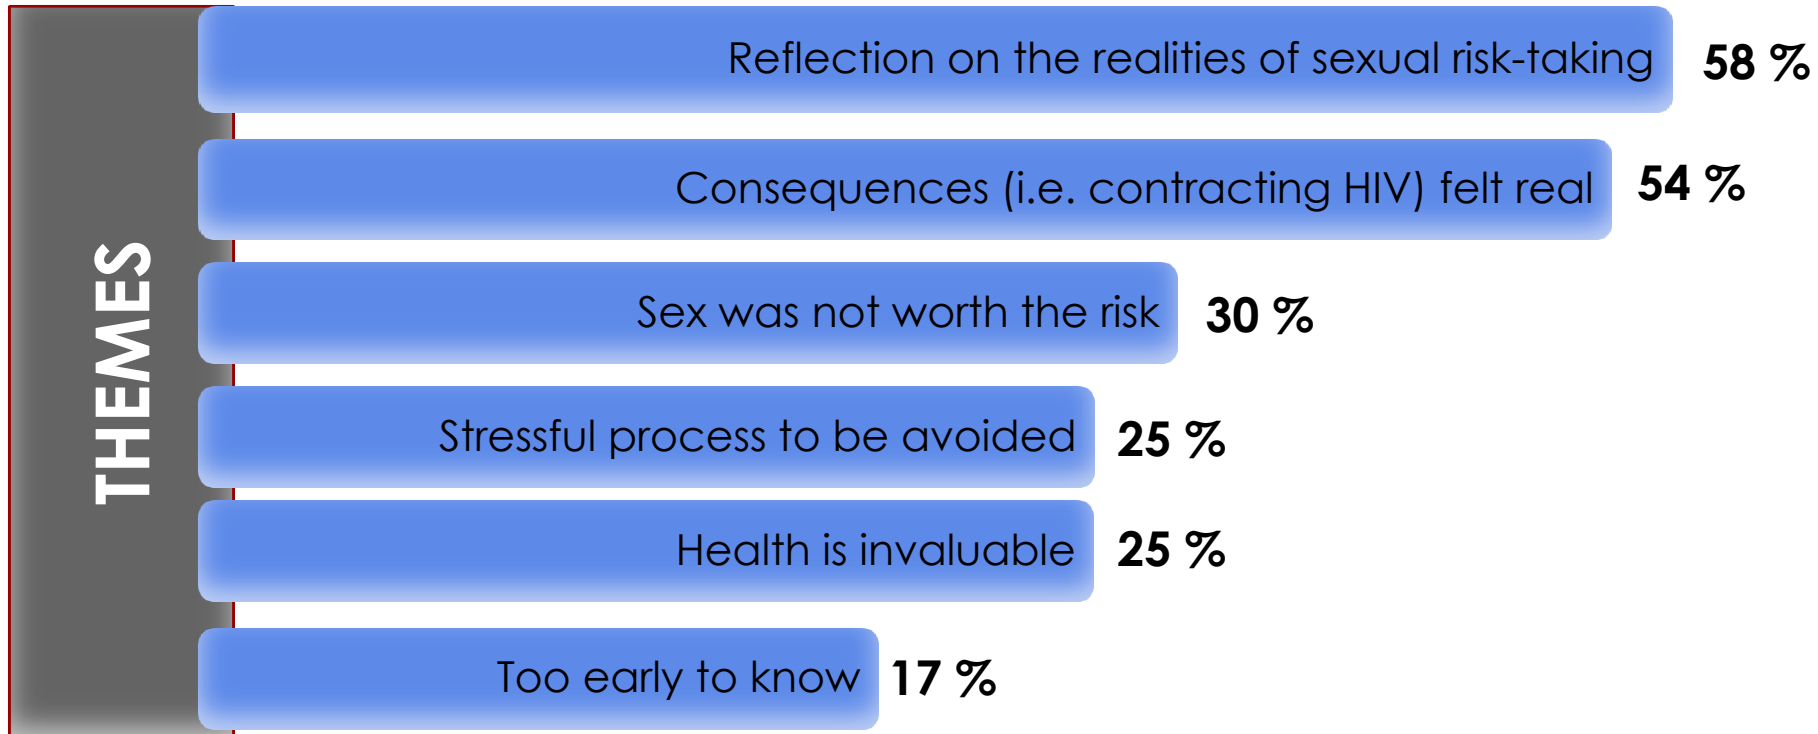 THEMES
Reflection on the realities of sexual risk-taking 58 %
Consequences (i.e. contracting HIV) felt real 54 %
Sex was not worth the risk 30 %
Stressful process to be avoided 25 %
Health is invaluable 25 %
Too early to know 17 %